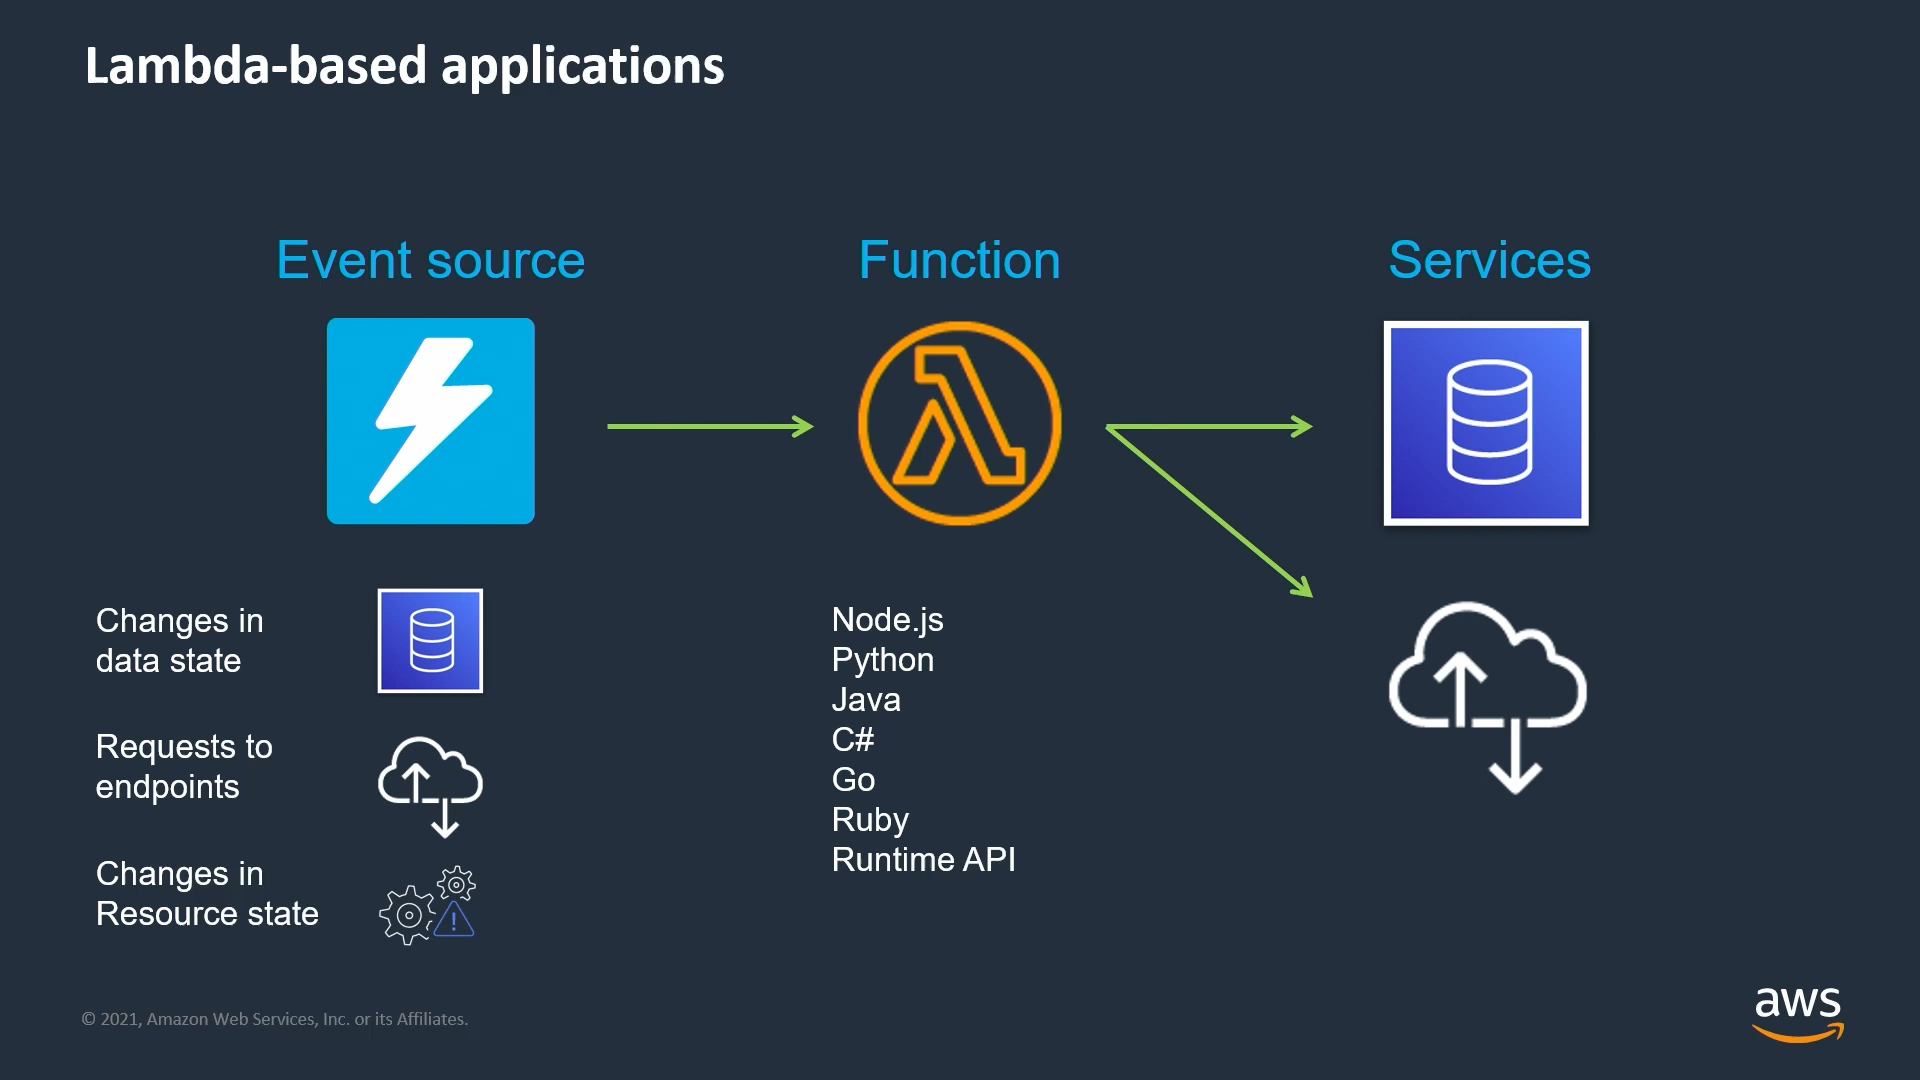 Lambda-based applications
Event source
Function
Services
Changes in
data state
Requests to
endpoints
Changes in
Resource state
Node.js
Python
Java
C#
Go
Ruby
Runtime API
© 2021, Amazon Web Services, Inc. or its Affiliates.
aws